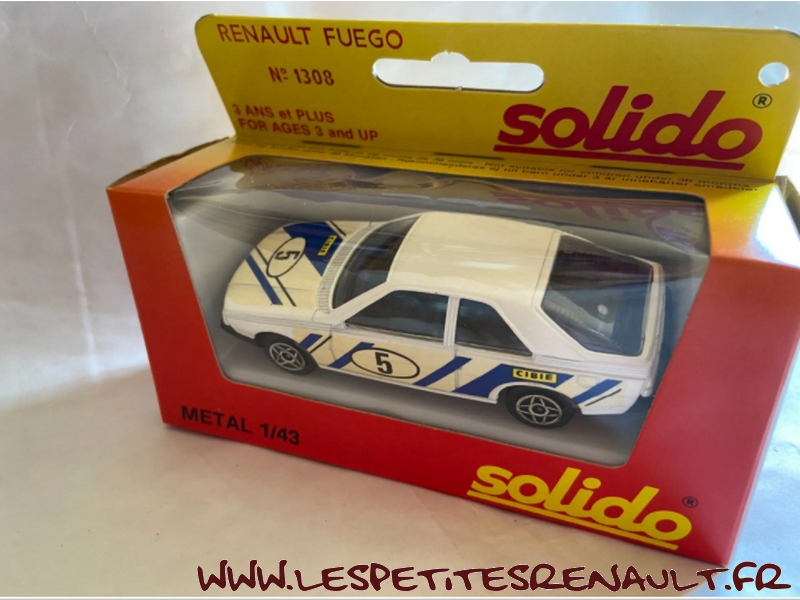 RENAULT FUEGO
Nº 1308
3 ANS et PLUS
FOR AGES 3 and UP
solido ®
5
5
CIBIE
METAL 1/43
solido ®
WWW.LESPETITESRENAULT.FR